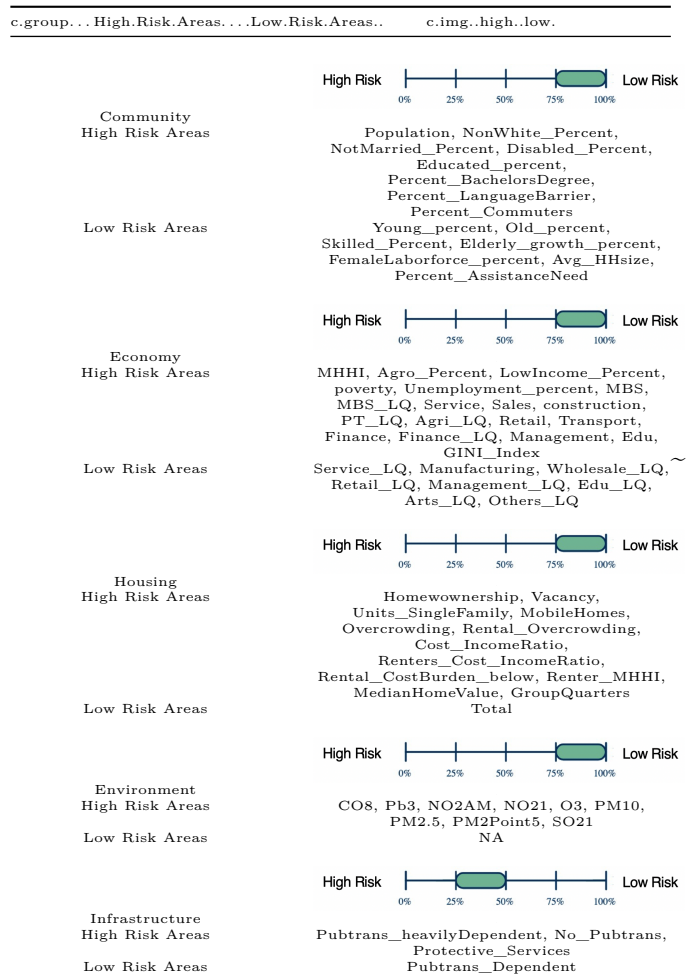 c.group. . . High.Risk.Areas. . . .Low.Risk.Areas.. c.img..high..low.
High Risk Low Risk
0% 25% 50% 75% 100%
Community
High Risk Areas Population, NonWhite_Percent,
NotMarried_Percent, Disabled_Percent,
Educated_percent,
Percent_BachelorsDegree,
Percent_LanguageBarrier,
Percent_Commuters
Low Risk Areas Young_percent, Old_percent,
Skilled_Percent, Elderly_growth_percent,
FemaleLaborforce_percent, Avg_HHsize,
Percent_AssistanceNeed
High Risk Low Risk
0% 25% 50% 75% 100%
Economy
High Risk Areas MHHI, Agro_Percent, LowIncome_Percent,
poverty, Unemployment_percent, MBS,
MBS_LQ, Service, Sales, construction,
PT_LQ, Agri_LQ, Retail, Transport,
Finance, Finance_LQ, Management, Edu,
GINI_Index
Low Risk Areas Service_LQ, Manufacturing, Wholesale_LQ, ~
Retail_LQ, Management_LQ, Edu_LQ,
Arts_LQ, Others_LQ
High Risk Low Risk
0% 25% 50% 75% 100%
Housing
High Risk Areas Homewownership, Vacancy,
Units_SingleFamily, MobileHomes,
Overcrowding, Rental_Overcrowding,
Cost_IncomeRatio,
Renters_Cost_IncomeRatio,
Rental_CostBurden_below, Renter_MHHI,
MedianHomeValue, GroupQuarters
Low Risk Areas Total
High Risk Low Risk
0% 25% 50% 75% 100%
Environment
High Risk Areas CO8, Pb3, NO2AM, NO21, O3, PM10,
PM2.5, PM2Point5, SO21
Low Risk Areas NA
High Risk Low Risk
0% 25% 50% 75% 100%
Infrastructure
High Risk Areas Pubtrans_heavilyDependent, No_Pubtrans,
Protective_Services
Low Risk Areas Pubtrans_Dependent